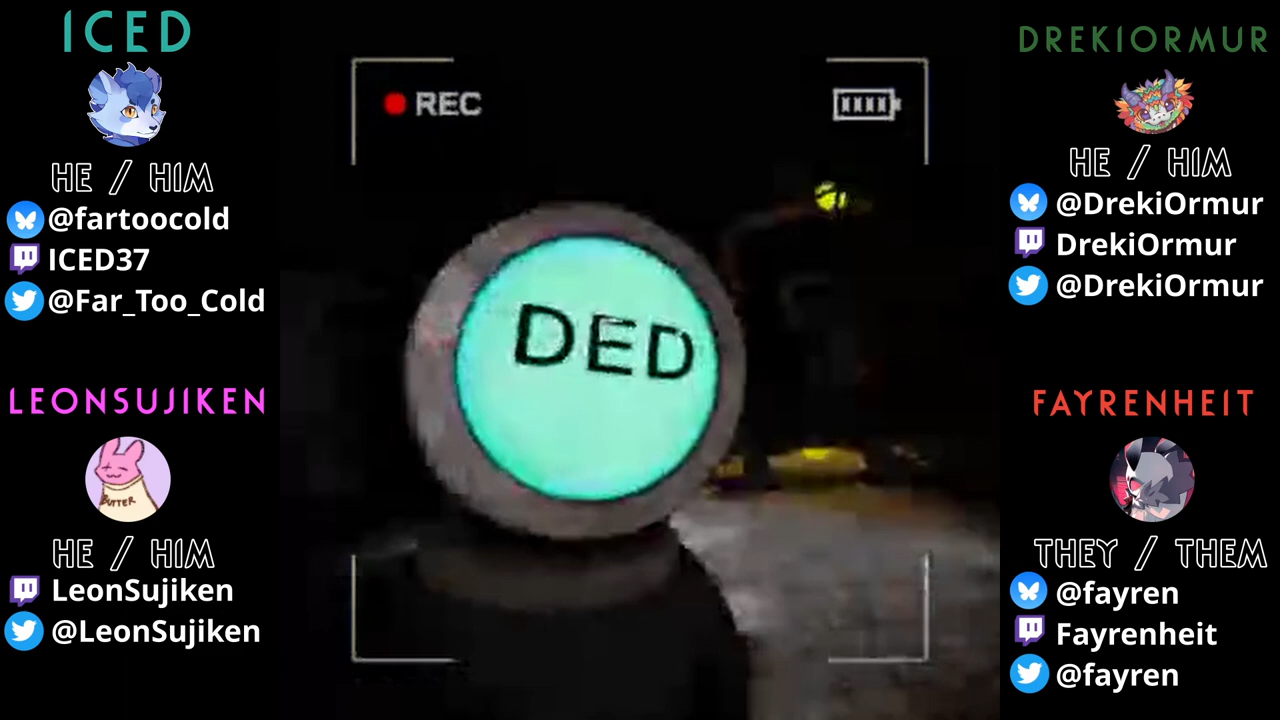 ICED
HE / HIM
@fartoocold
ICED37
@Far_Too_Cold
LEONSUJIKEN
BUTTER
HE / HIM
LeonSujiken
@LeonSujiken
REC
DED
DREKIORMUR
HE / HIM
@DrekiOrmur
DrekiOrmur
@DrekiOrmur
FAYRENHEIT
THEY / THEM
@fayren
Fayrenheit
@fayren